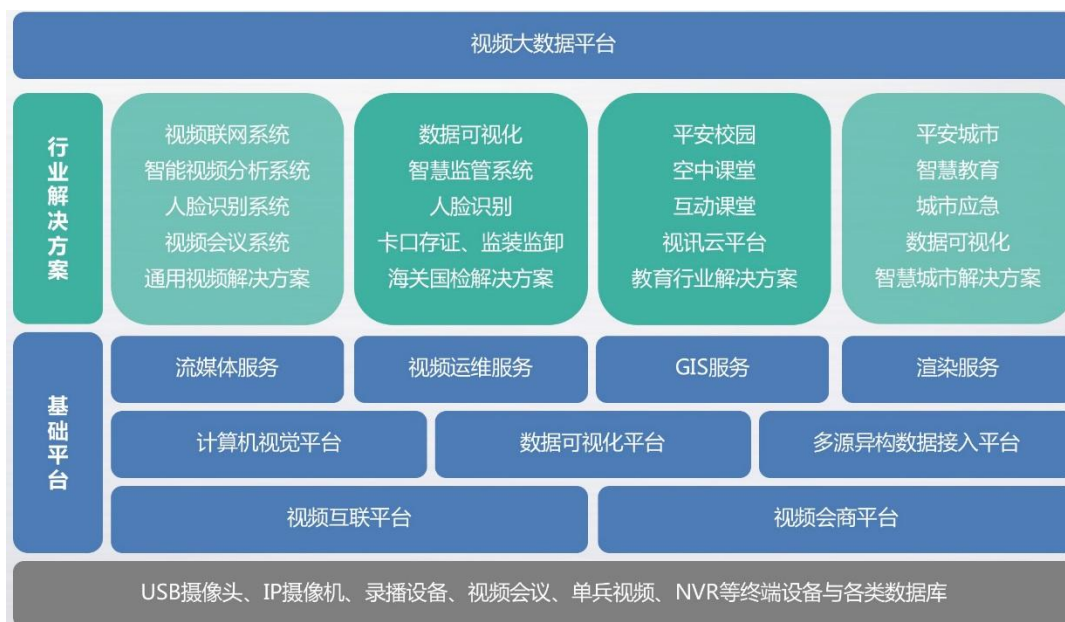 视频大数据平台
行业解决方案
视频联网系统
智能视频分析系统
人脸识别系统
视频会议系统
通用视频解决方案
数据可视化
智慧监管系统
人脸识别
卡口存证、监装监卸
海关国检解决方案
平安校园
空中课堂
互动课堂
视讯云平台
教育行业解决方案
平安城市
智慧教育
城市应急
数据可视化
智慧城市解决方案
基础平台
流媒体服务
视频运维服务
GIS服务
渲染服务
计算机视觉平台
数据可视化平台
多源异构数据接入平台
视频互联平台
视频会商平台
USB摄像头、IP摄像机、录播设备、视频会议、单兵视频、NVR等终端设备与各类数据库